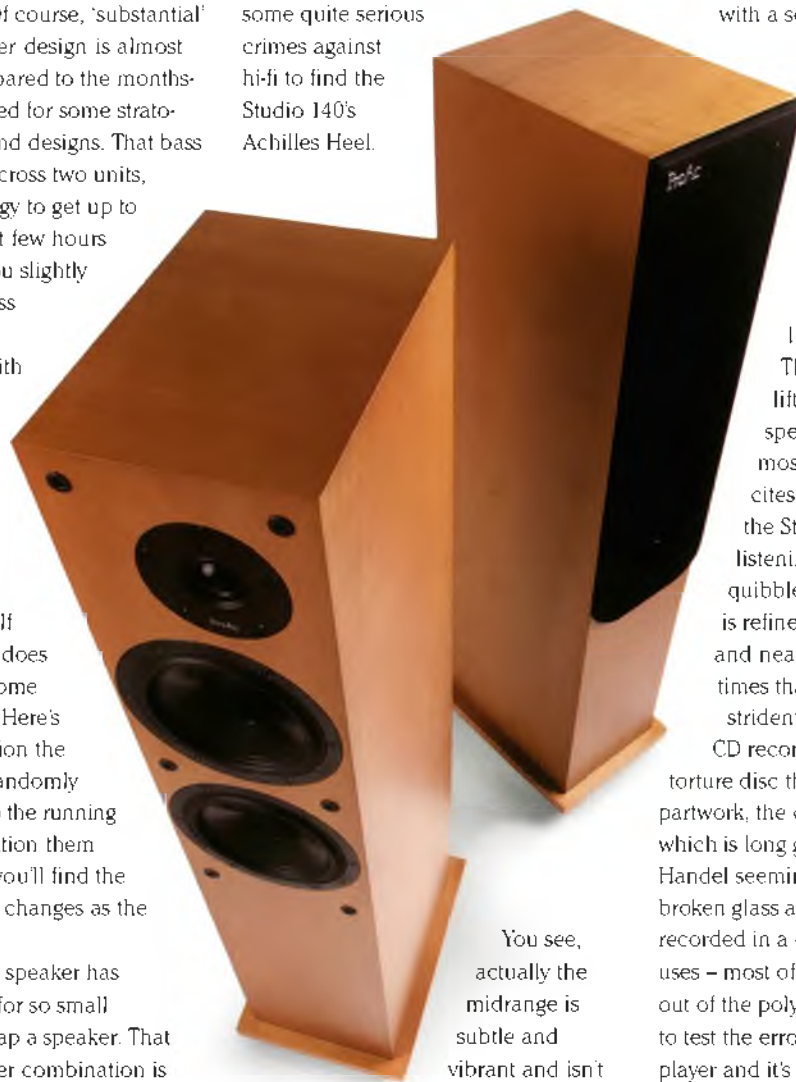 Of course, ‘substantial’
er design is almost
pared to the months-
ed for some strato-
nd designs. That bass
cross two units,
gy to get up to
t few hours
u slightly
ss
ith
lf
does
ome
Here's
ion the
andomly
the running
tion them
you'll find the
changes as the
speaker has
for so small
ap a speaker. That
er combination is
some quite serious
crimes against
hi-fi to find the
Studio 140's
Achilles Heel.
ProAc
ProAc
You see,
actually the
midrange is
subtle and
vibrant and isn't
with a se
I
Th
lift
spe
mos
cites
the St
listenin
quibble
is refine
and nea
times tha
strident
CD recor
torture disc th
partwork, the
which is long g
Handel seemin
broken glass a
recorded in a
uses – most of
out of the poly
to test the erro
player and it's